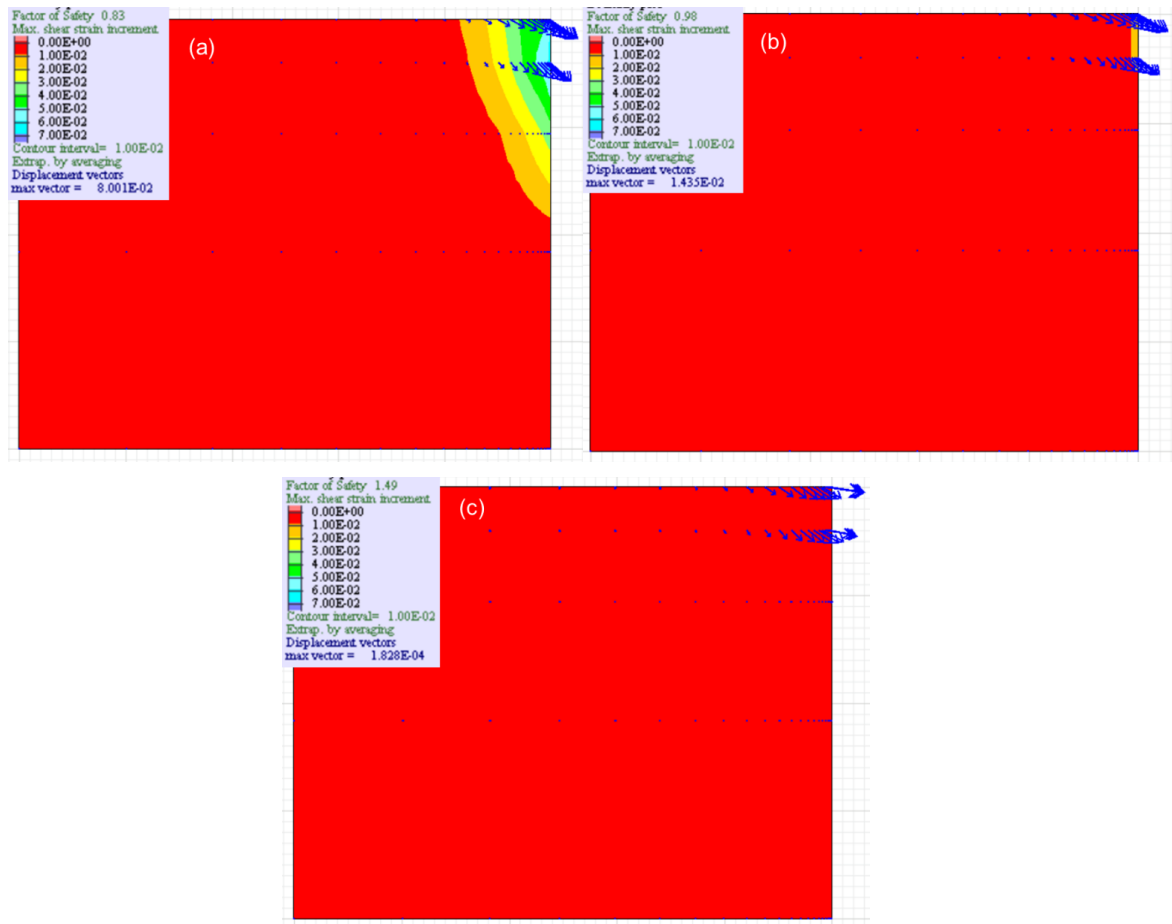 Factor of Safety 0.83
Max. shear strain increment
0.00E+00
1.00E-02
2.00E-02
3.00E-02
4.00E-02
5.00E-02
6.00E-02
7.00E-02
Contour interval= 1.00E-02
Extrap. by averaging
Displacement vectors
max vector = 8.001E-02
(a)
Factor of Safety 0.98
Max. shear strain increment
0.00E+00
1.00E-02
2.00E-02
3.00E-02
4.00E-02
5.00E-02
6.00E-02
7.00E-02
Contour interval= 1.00E-02
Extrap. by averaging
Displacement vectors
max vector = 1.435E-02
(b)
Factor of Safety 1.49
Max. shear strain increment
0.00E+00
1.00E-02
2.00E-02
3.00E-02
4.00E-02
5.00E-02
6.00E-02
7.00E-02
Contour interval= 1.00E-02
Extrap. by averaging
Displacement vectors
max vector = 1.828E-04
(c)